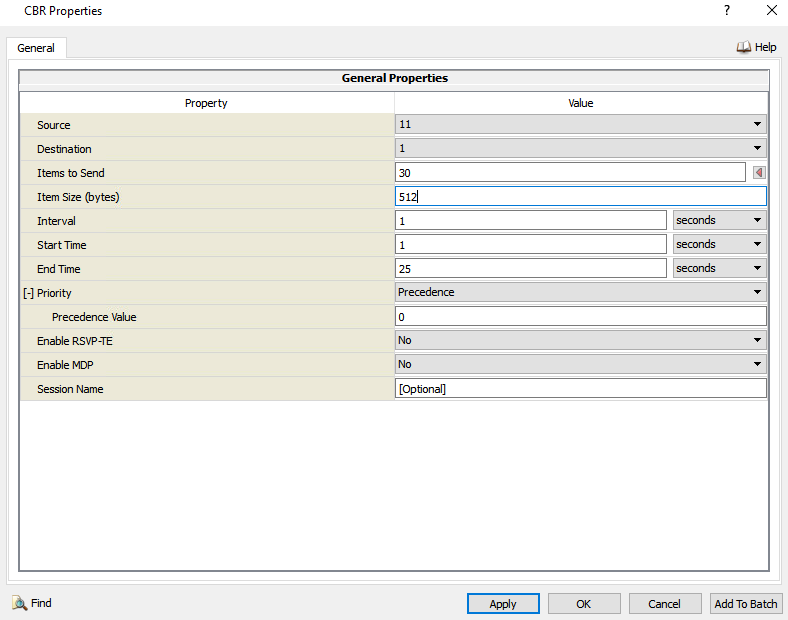 CBR Properties
General
Help
General Properties
Property Value
Source 11
Destination 1
Items to Send 30
Item Size (bytes) 512
Interval 1 seconds
Start Time 1 seconds
End Time 25 seconds
[-] Priority Precedence
Precedence Value 0
Enable RSVP-TE No
Enable MDP No
Session Name [Optional]
Find Apply OK Cancel Add To Batch